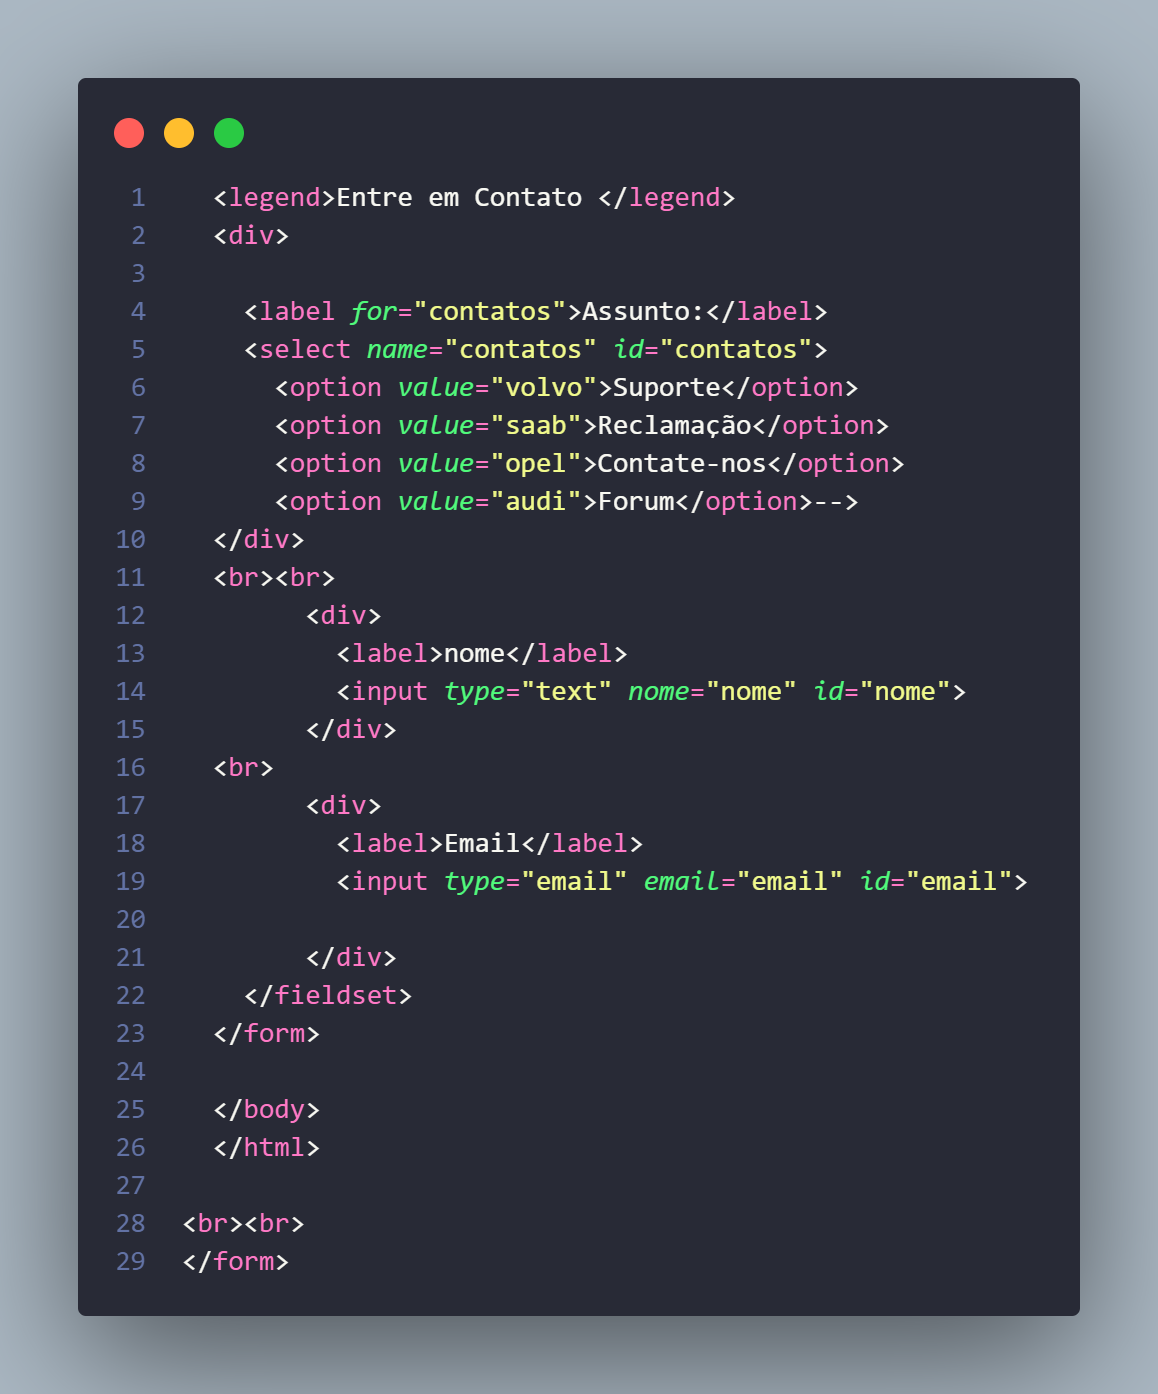 1 <legend>Entre em Contato </legend>
2 <div>
3
4 <label for="contatos">Assunto:</label>
5 <select name="contatos" id="contatos">
6 <option value="volvo">Suporte</option>
7 <option value="saab">Reclamação</option>
8 <option value="opel">Contate-nos</option>
9 <option value="audi">Forum</option>-->
10 </div>
11 <br><br>
12 <div>
13 <label>nome</label>
14 <input type="text" nome="nome" id="nome">
15 </div>
16 <br>
17 <div>
18 <label>Email</label>
19 <input type="email" email="email" id="email">
20
21 </div>
22 </fieldset>
23 </form>
24
25 </body>
26 </html>
27
28 <br><br>
29 </form>